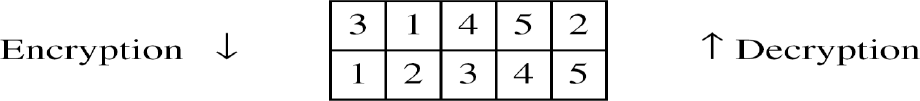 3 1 4 5 2
Encryption ↓ ↑ Decryption
1 2 3 4 5